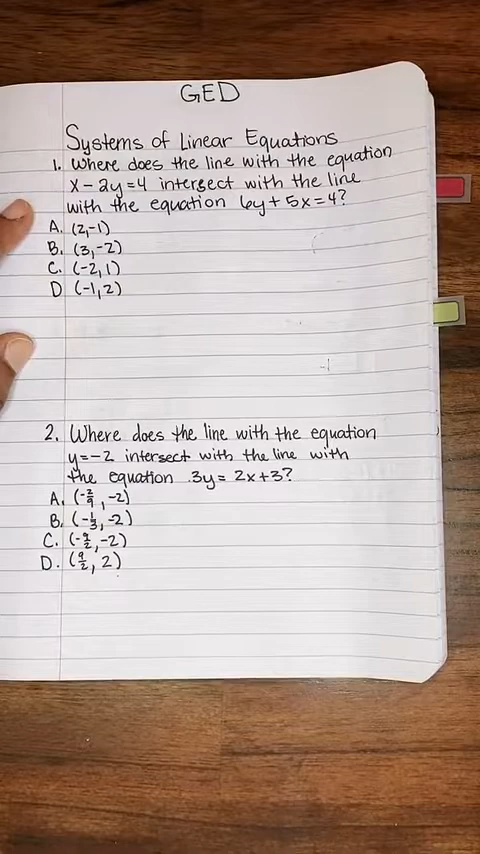 GED
Systems of Linear Equations
1. Where does the line with the equation
x - 2y = 4 intersect with the line
with the equation 6y + 5x = 4?
A. (2,-1)
B. (3,-2)
C. (-2,1)
D (-1,2)
2. Where does the line with the equation
y = -2 intersect with the line with
the equation 3y = 2x+3?
A. (-2/9, -2)
B. (-1/3, -2)
C. (-9/2, -2)
D. (9/2, 2)